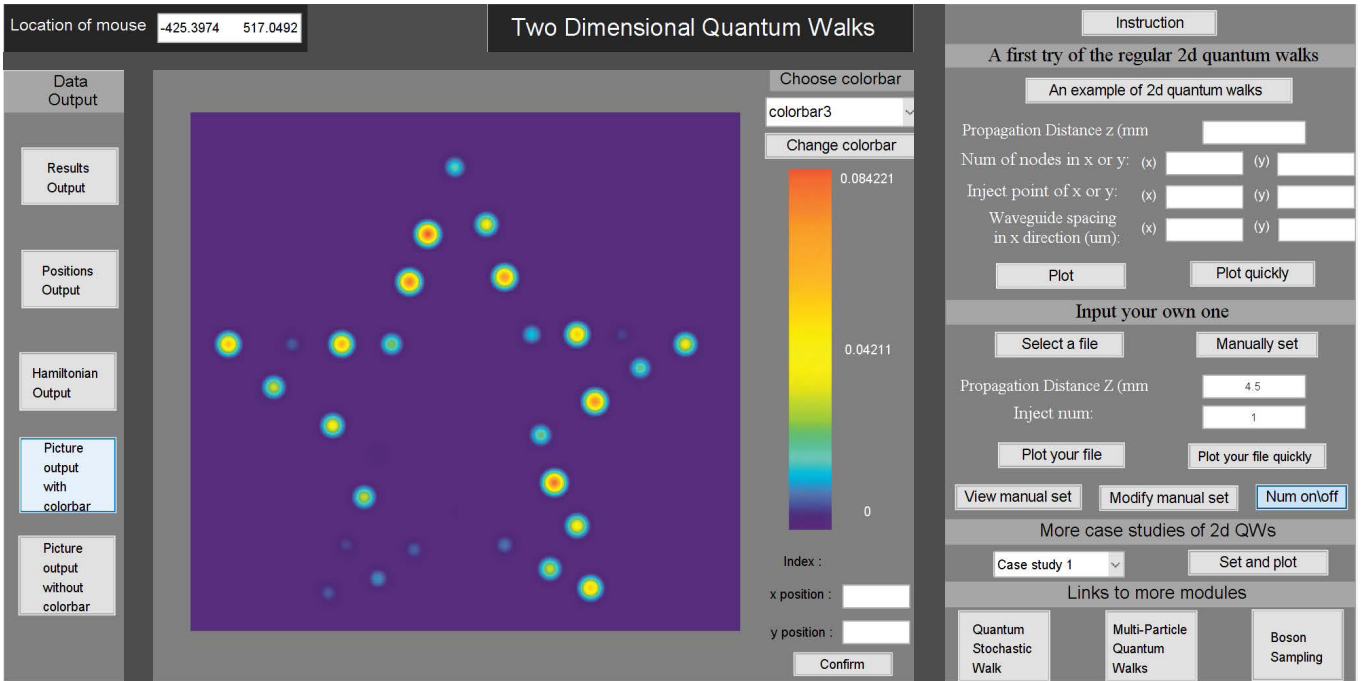 Location of mouse
-425.3974 517.0492
Two Dimensional Quantum Walks
Data
Output
Results
Output
Positions
Output
Hamiltonian
Output
Picture
output
with
colorbar
Picture
output
without
colorbar
Choose colorbar
colorbar3
Change colorbar
0.084221
0.04211
0
Index :
x position :
y position :
Confirm
Instruction
A first try of the regular 2d quantum walks
An example of 2d quantum walks
Propagation Distance z (mm
Num of nodes in x or y: (x) (y)
Inject point of x or y: (x) (y)
Waveguide spacing
in x direction (um): (x) (y)
Plot Plot quickly
Input your own one
Select a file Manually set
Propagation Distance Z (mm 4.5
Inject num: 1
Plot your file Plot your file quickly
View manual set Modify manual set Num on\off
More case studies of 2d QWs
Case study 1 Set and plot
Links to more modules
Quantum
Stochastic
Walk
Multi-Particle
Quantum
Walks
Boson
Sampling